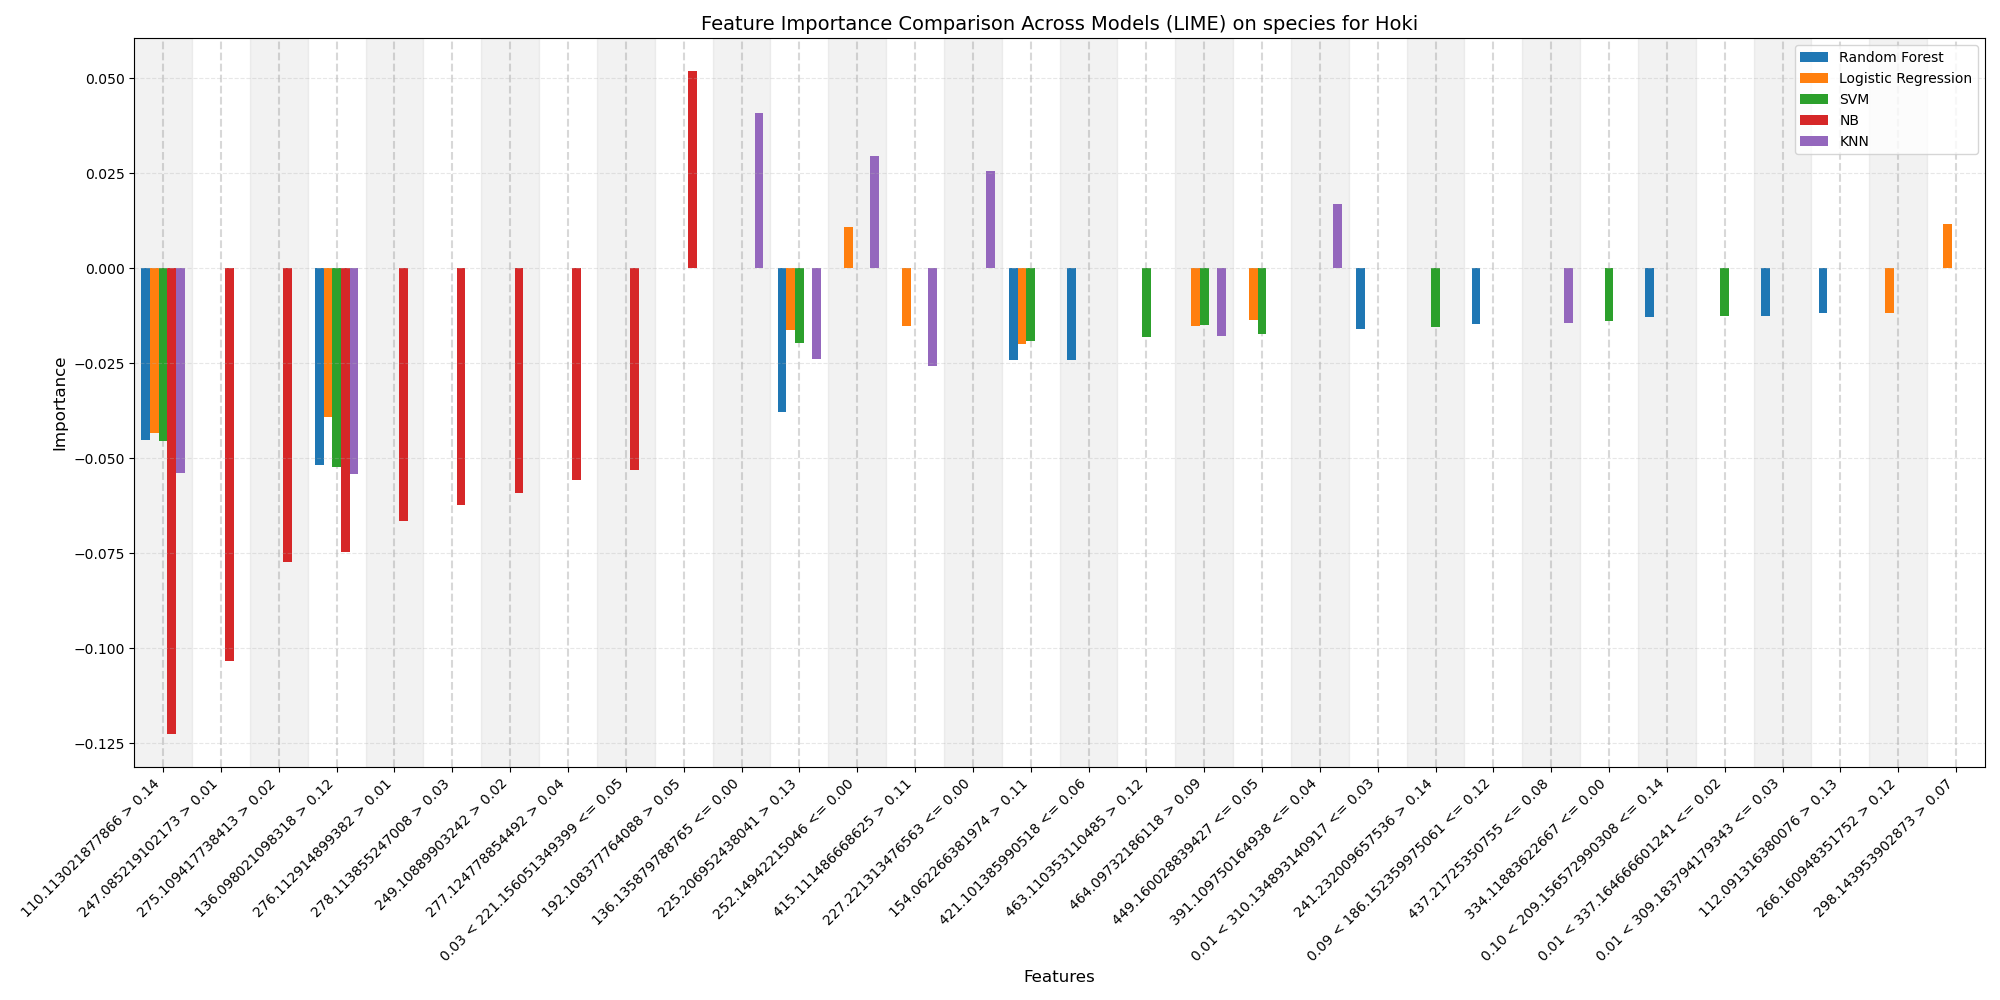 Feature Importance Comparison Across Models (LIME) on species for Hoki
Random Forest
Logistic Regression
SVM
NB
KNN
Importance
0.050
0.025
0.000
−0.025
−0.050
−0.075
−0.100
−0.125
110.113021877866 > 0.14
247.085219102173 > 0.01
275.109417738413 > 0.02
136.098021098318 > 0.12
276.112914899382 > 0.01
278.113855247008 > 0.03
249.10889903242 > 0.02
277.124778854492 > 0.04
0.03 < 221.156051349399 <= 0.05
192.108377764088 > 0.05
136.135879788765 <= 0.00
225.206952438041 > 0.13
252.149422215046 <= 0.00
415.111486668625 > 0.11
227.221313476563 <= 0.00
154.062266381974 > 0.11
421.101385990518 <= 0.06
463.110353110485 > 0.12
464.09732186118 > 0.09
449.160028839427 <= 0.05
391.109750164938 <= 0.04
0.01 < 310.134893140917 <= 0.03
241.232009657536 > 0.14
0.09 < 186.152359975061 <= 0.12
437.21725350755 <= 0.08
334.118836222667 <= 0.00
0.10 < 209.156572990308 <= 0.14
0.01 < 337.164666601241 <= 0.02
0.01 < 309.183794179343 <= 0.03
112.091316380076 > 0.13
266.160948351752 > 0.12
298.143953902873 > 0.07
Features